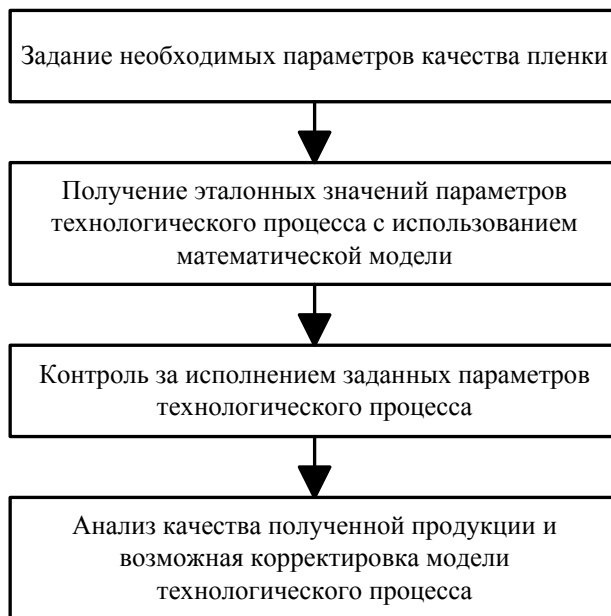 Задание необходимых параметров качества пленки
Получение эталонных значений параметров
технологического процесса с использованием
математической модели
Контроль за исполнением заданных параметров
технологического процесса
Анализ качества полученной продукции и
возможная корректировка модели
технологического процесса